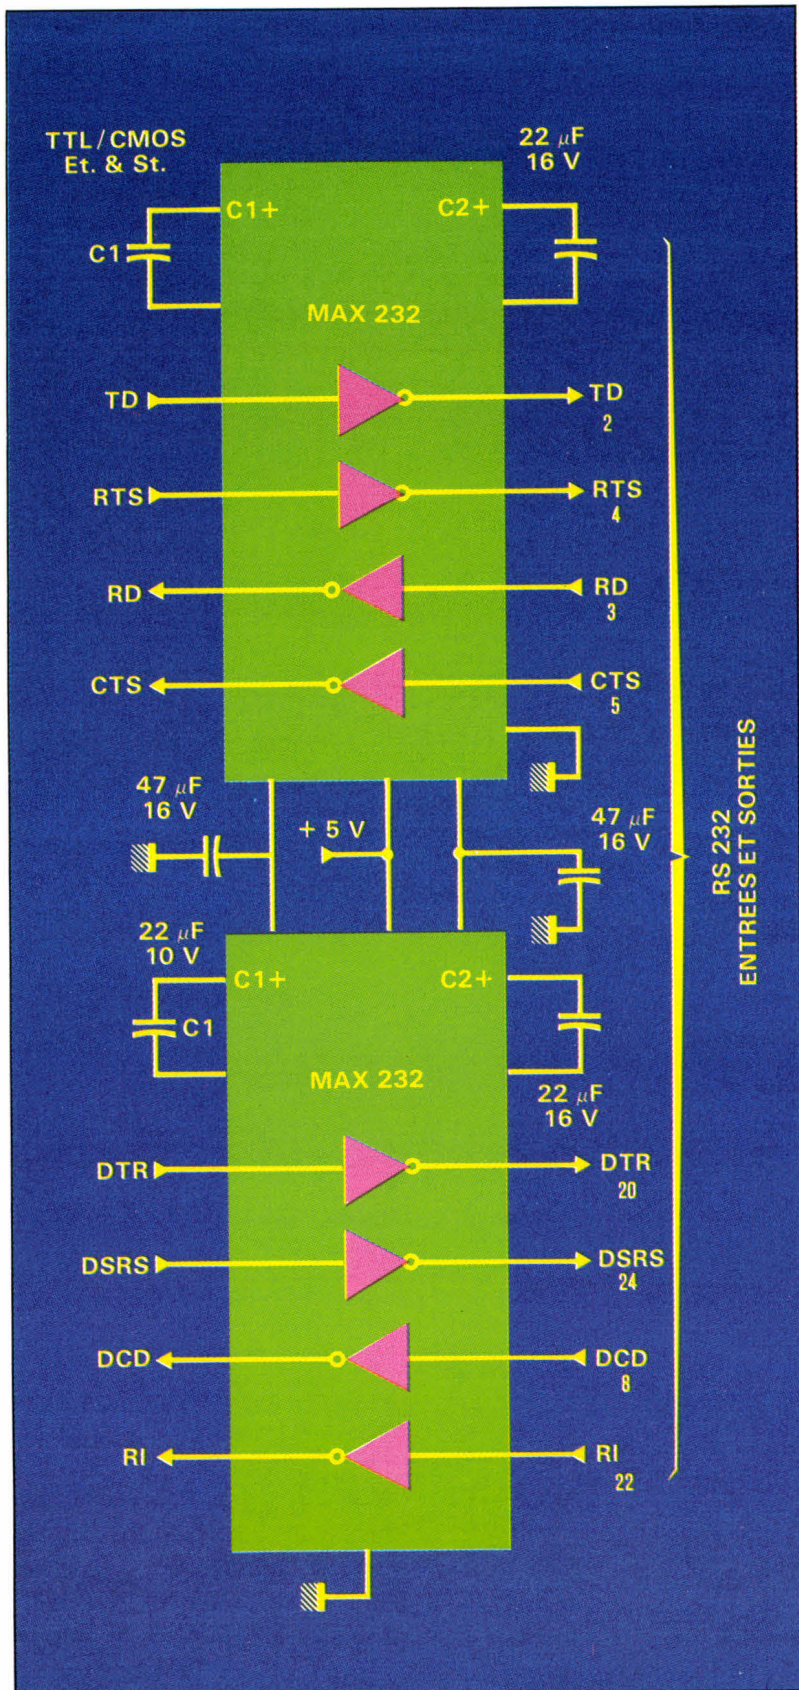 TTL/CMOS
Et. & St.
22 μF
16 V
C1+
C2+
C1
MAX 232
TD
TD
2
RTS
RTS
4
RD
RD
3
CTS
CTS
5
47 μF
16 V
+ 5 V
47 μF
16 V
RS 232
ENTREES ET SORTIES
22 μF
10 V
C1+
C2+
C1
MAX 232
22 μF
16 V
DTR
DTR
20
DSRS
DSRS
24
DCD
DCD
8
RI
RI
22